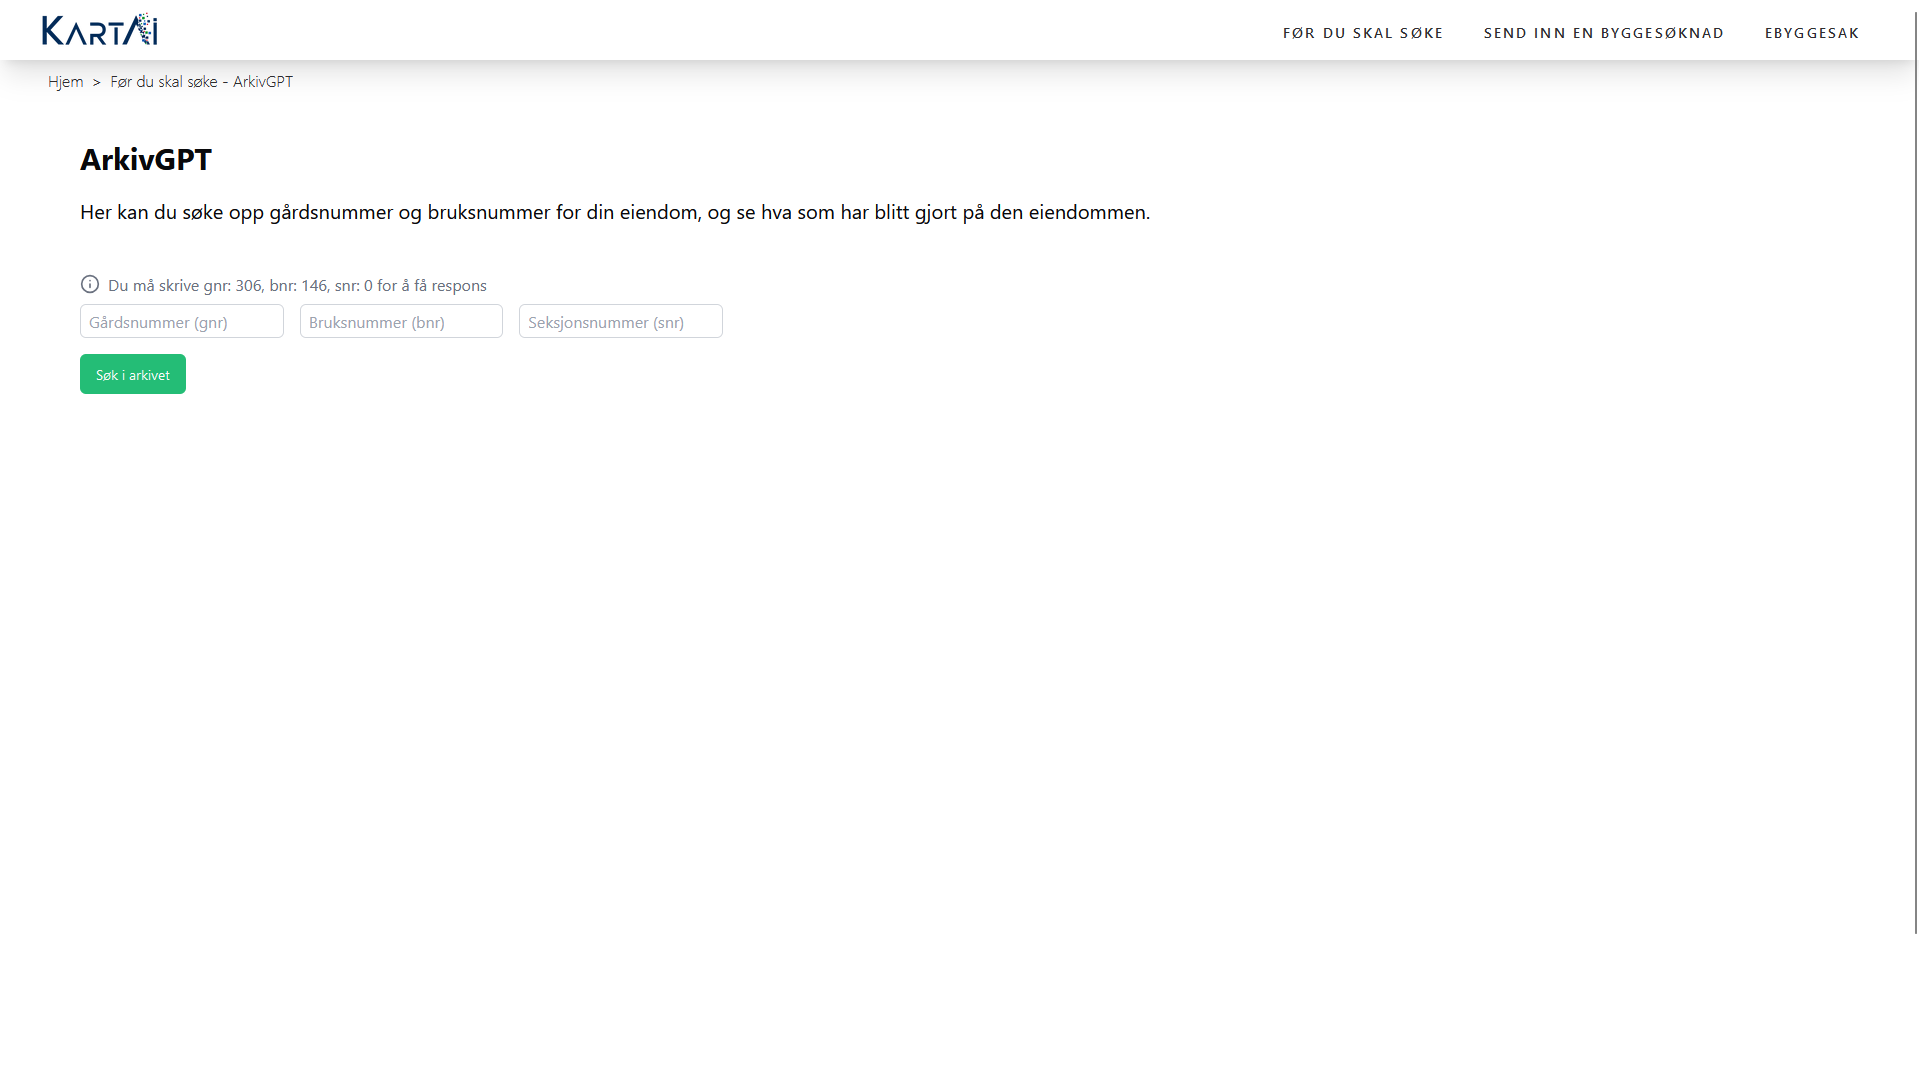 KARTAI
FØR DU SKAL SØKE
SEND INN EN BYGGESØKNAD
EBYGGESAK
Hjem > Før du skal søke - ArkivGPT
ArkivGPT
Her kan du søke opp gårdsnummer og bruksnummer for din eiendom, og se hva som har blitt gjort på den eiendommen.
Du må skrive gnr: 306, bnr: 146, snr: 0 for å få respons
Gårdsnummer (gnr)
Bruksnummer (bnr)
Seksjonsnummer (snr)
Søk i arkivet